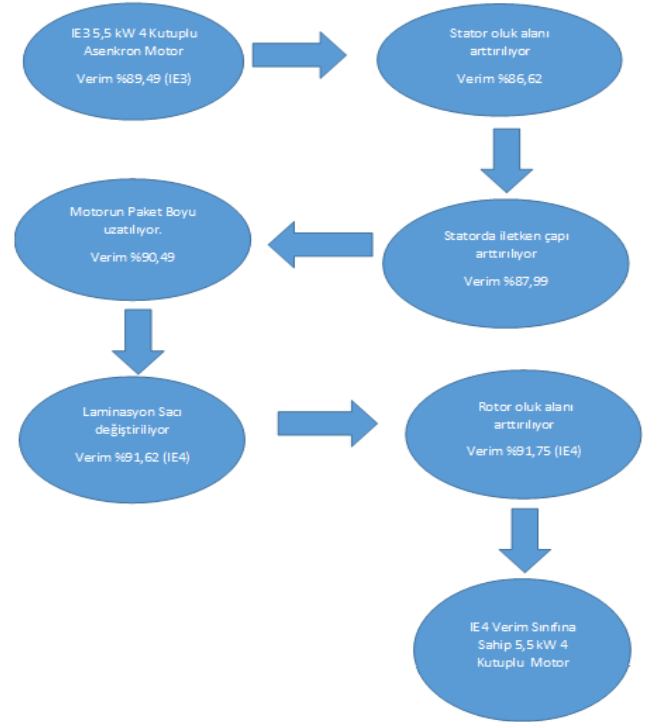 IE3 5,5 kW 4 Kutuplu
Asenkron Motor
Verim %89,49 (IE3)
Stator oluk alanı
arttırılıyor
Verim %86,62
Statorda iletken çapı
arttırılıyor
Verim %87,99
Motorun Paket Boyu
uzatılıyor.
Verim %90,49
Laminasyon Sacı
değiştiriliyor
Verim %91,62 (IE4)
Rotor oluk alanı
arttırılıyor
Verim %91,75 (IE4)
IE4 Verim Sınıfına
Sahip 5,5 kW 4
Kutuplu Motor